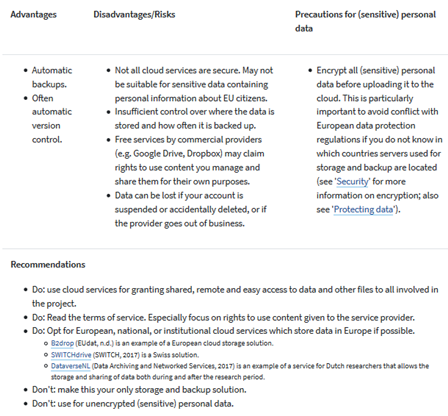 Advantages
Disadvantages/Risks
Precautions for (sensitive) personal
data
• Automatic
backups.
• Often
automatic
version
control.
• Not all cloud services are secure. May not
be suitable for sensitive data containing
personal information about EU citizens.
• Insufficient control over where the data is
stored and how often it is backed up.
• Free services by commercial providers
(e.g. Google Drive, Dropbox) may claim
rights to use content you manage and
share them for their own purposes.
• Data can be lost if your account is
suspended or accidentally deleted, or if
the provider goes out of business.
• Encrypt all (sensitive) personal
data before uploading it to the
cloud. This is particularly
important to avoid conflict with
European data protection
regulations if you do not know in
which countries servers used for
storage and backup are located
(see 'Security' for more
information on encryption; also
see 'Protecting data').
Recommendations
• Do: use cloud services for granting shared, remote and easy access to data and other files to all involved in
the project.
• Do: Read the terms of service. Especially focus on rights to use content given to the service provider.
• Do: Opt for European, national, or institutional cloud services which store data in Europe if possible.
o B2drop (EUdat, n.d.) is an example of a European cloud storage solution.
o SWITCHdrive (SWITCH, 2017) is a Swiss solution.
o DataverseNL (Data Archiving and Networked Services, 2017) is an example of a service for Dutch researchers that allows the
storage and sharing of data both during and after the research period.
• Don't: make this your only storage and backup solution.
• Don't: use for unencrypted (sensitive) personal data.